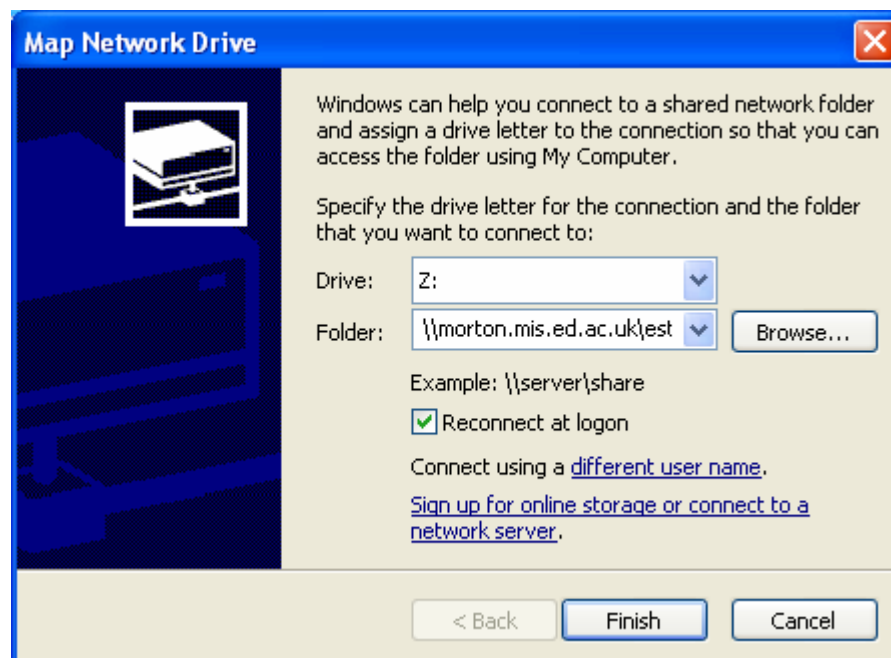 Map Network Drive
Windows can help you connect to a shared network folder
and assign a drive letter to the connection so that you can
access the folder using My Computer.
Specify the drive letter for the connection and the folder
that you want to connect to:
Drive: Z:
Folder: \\morton.mis.ed.ac.uk\est Browse...
Example: \\server\share
Reconnect at logon
Connect using a different user name.
Sign up for online storage or connect to a
network server.
< Back Finish Cancel